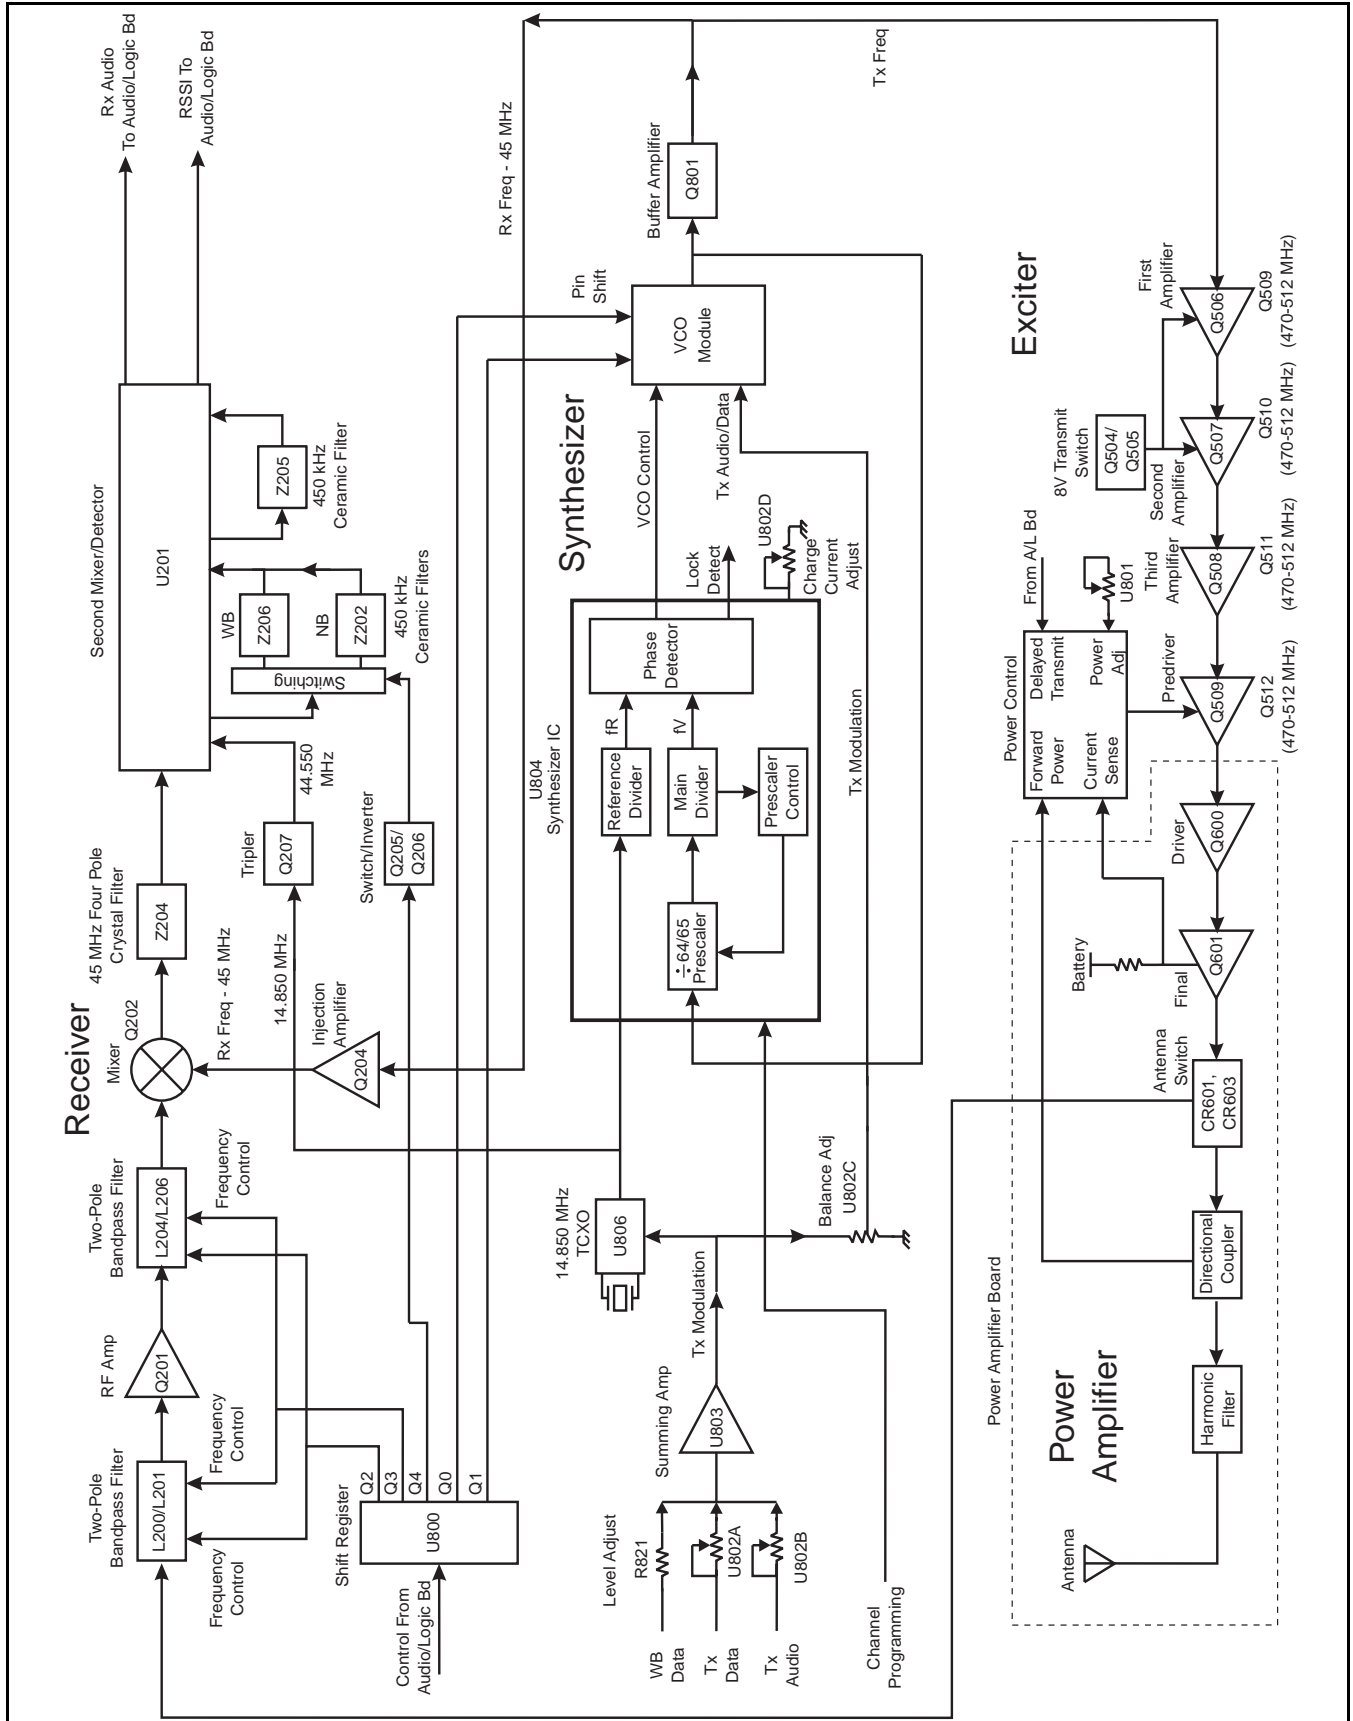 Receiver
Two-Pole
Bandpass Filter
L200/L201
Frequency
Control
Frequency
Control
RF Amp
Q201
Two-Pole
Bandpass Filter
L204/L206
Frequency
Control
Mixer
Q202
Rx Freq - 45 MHz
45 MHz Four Pole
Crystal Filter
Z204
Second Mixer/Detector
U201
Rx Audio
To Audio/Logic Bd
RSSI To
Audio/Logic Bd
14.850 MHz
Tripler
Q207
44.550
MHz
Switching
WB
Z206
NB
Z202
450 kHz
Ceramic Filters
Z205
450 kHz
Ceramic Filter
Injection
Amplifier
Q204
Switch/Inverter
Q205/
Q206
Shift Register
U800
Q2
Q3
Q4
Q0
Q1
Control From
Audio/Logic Bd
Rx Freq - 45 MHz
Synthesizer
14.850 MHz
TCXO
U806
U804
Synthesizer IC
Reference
Divider
fR
÷64/65
Prescaler
Main
Divider
fV
Prescaler
Control
Phase
Detector
Lock
Detect
U802D
Charge
Current
Adjust
VCO Control
Tx Audio/Data
Pin
Shift
VCO
Module
Buffer Amplifier
Q801
Tx Freq
Level Adjust
R821
U802A
U802B
WB
Data
Tx
Data
Tx
Audio
Summing Amp
U803
Tx Modulation
Balance Adj
U802C
Tx Modulation
Channel
Programming
Exciter
First
Amplifier
Q506
Q509
(470-512 MHz)
8V Transmit
Switch
Q504/
Q505
Second
Amplifier
Q507
Q510
(470-512 MHz)
Third
Amplifier
Q508
Q511
(470-512 MHz)
Predriver
Q509
Q512
(470-512 MHz)
From A/L Bd
U801
Power Control
Forward
Power
Delayed
Transmit
Current
Sense
Power
Adj
Power Amplifier Board
Power
Amplifier
Driver
Q600
Battery
Final
Q601
Antenna
Switch
CR601,
CR603
Directional
Coupler
Harmonic
Filter
Antenna